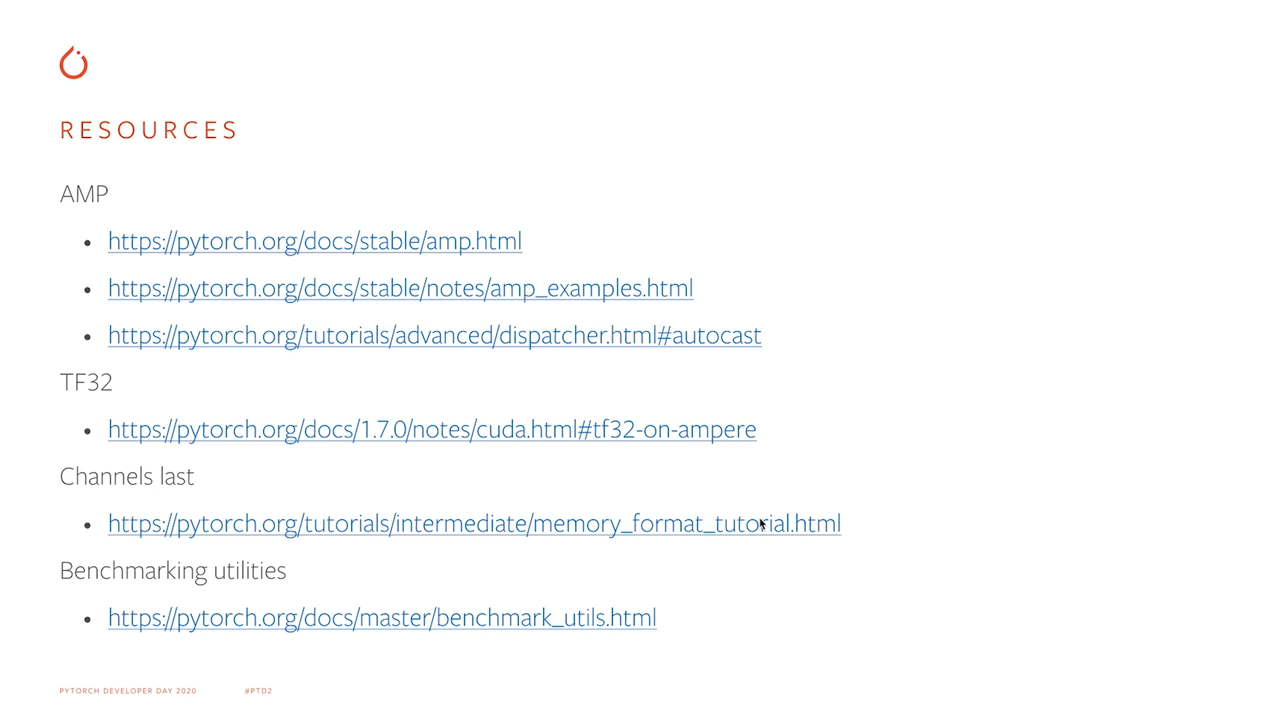 RESOURCES
AMP
• https://pytorch.org/docs/stable/amp.html
• https://pytorch.org/docs/stable/notes/amp_examples.html
• https://pytorch.org/tutorials/advanced/dispatcher.html#autocast
TF32
• https://pytorch.org/docs/1.7.0/notes/cuda.html#tf32-on-ampere
Channels last
• https://pytorch.org/tutorials/intermediate/memory_format_tutorial.html
Benchmarking utilities
• https://pytorch.org/docs/master/benchmark_utils.html
PYTORCH DEVELOPER DAY 2020 #PTD2